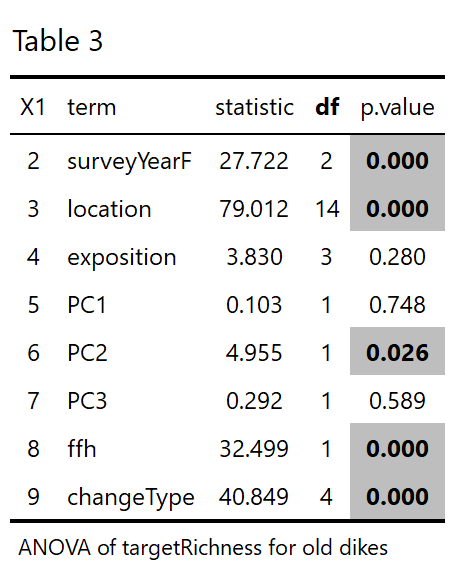 Table 3
X1 term statistic df p.value
2 surveyYearF 27.722 2 0.000
3 location 79.012 14 0.000
4 exposition 3.830 3 0.280
5 PC1 0.103 1 0.748
6 PC2 4.955 1 0.026
7 PC3 0.292 1 0.589
8 ffh 32.499 1 0.000
9 changeType 40.849 4 0.000
ANOVA of targetRichness for old dikes